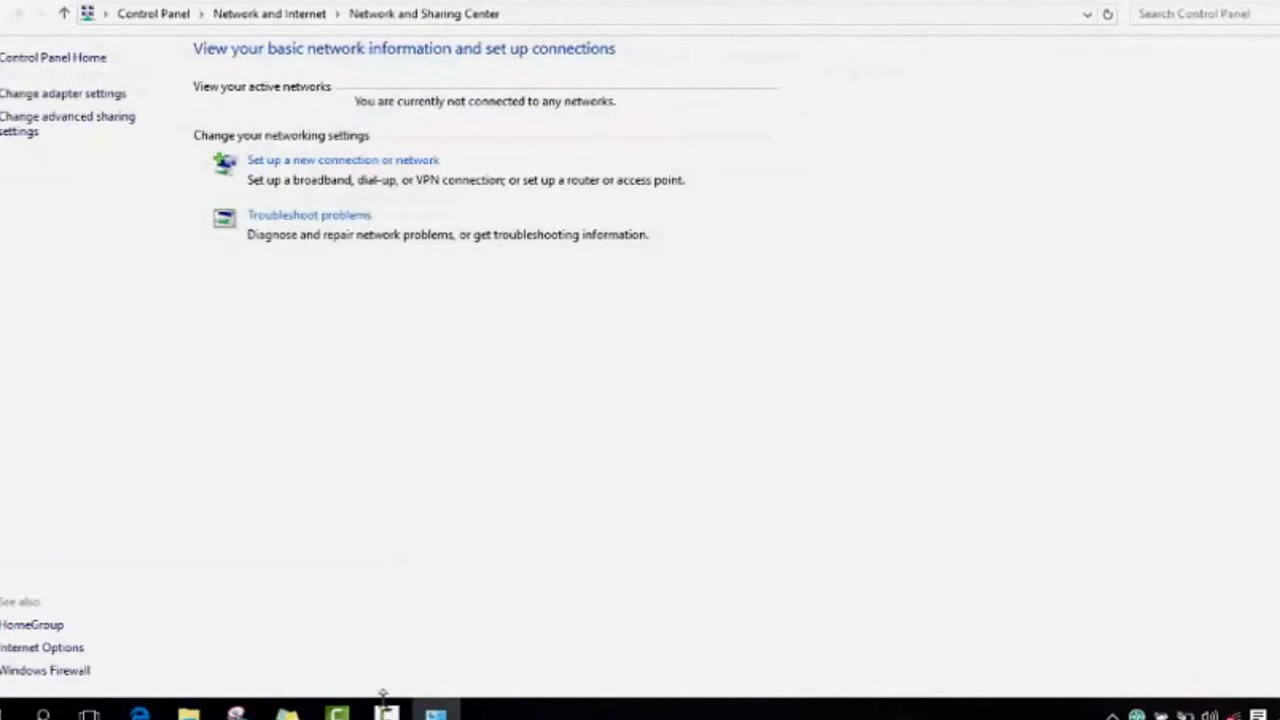 Control Panel > Network and Internet > Network and Sharing Center
Search Control Panel
Control Panel Home
Change adapter settings
Change advanced sharing
settings
View your basic network information and set up connections
View your active networks
You are currently not connected to any networks.
Change your networking settings
Set up a new connection or network
Set up a broadband, dial-up, or VPN connection; or set up a router or access point.
Troubleshoot problems
Diagnose and repair network problems, or get troubleshooting information.
See also
HomeGroup
Internet Options
Windows Firewall